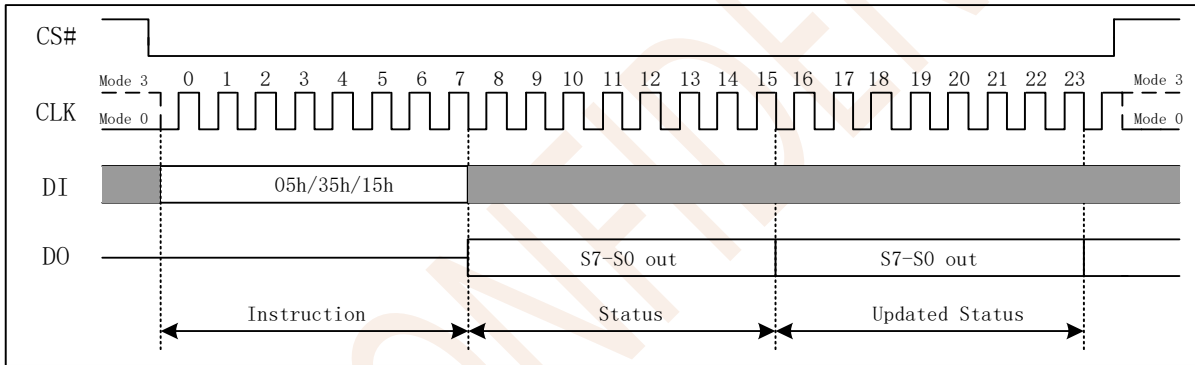 CS#
Mode 3 0 1 2 3 4 5 6 7 8 9 10 11 12 13 14 15 16 17 18 19 20 21 22 23 Mode 3
CLK
Mode 0 Mode 0
DI 05h/35h/15h
DO S7-S0 out S7-S0 out
Instruction Status Updated Status